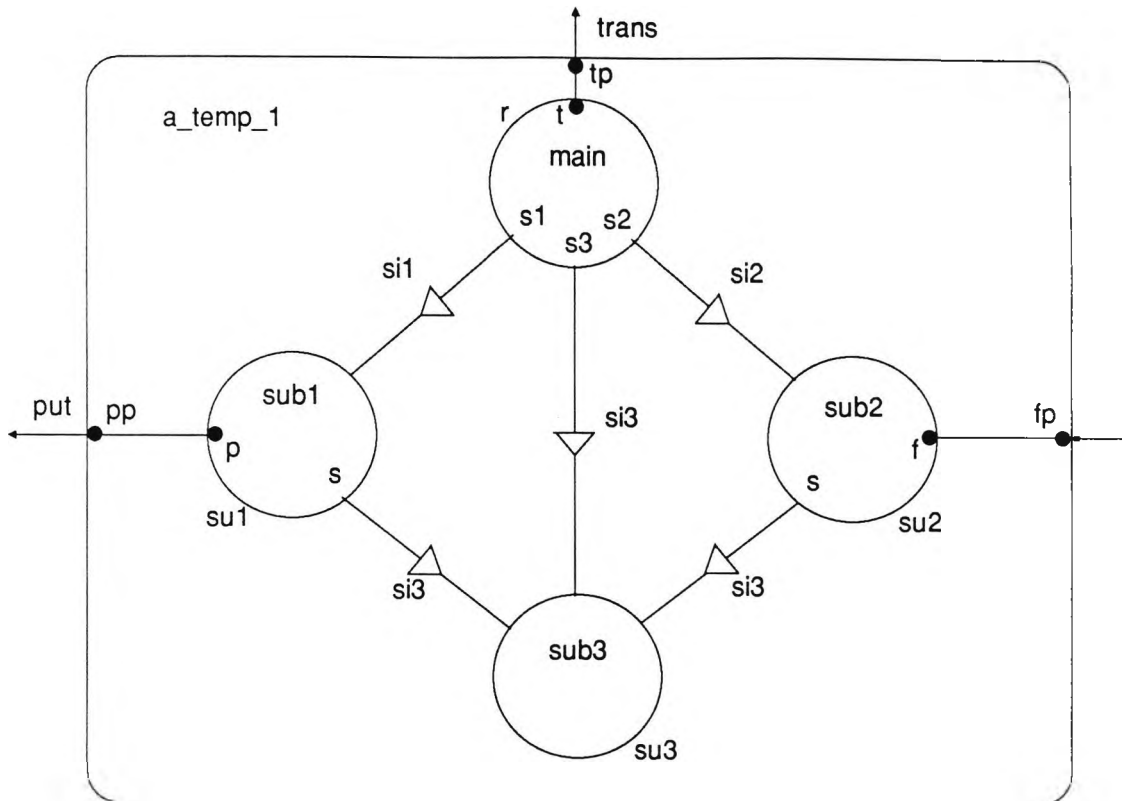 trans
tp
a_temp_1
r
t
main
s1
s2
s3
si1
si2
sub1
sub2
put
pp
si3
fp
p
f
s
s
su1
su2
si3
si3
sub3
su3